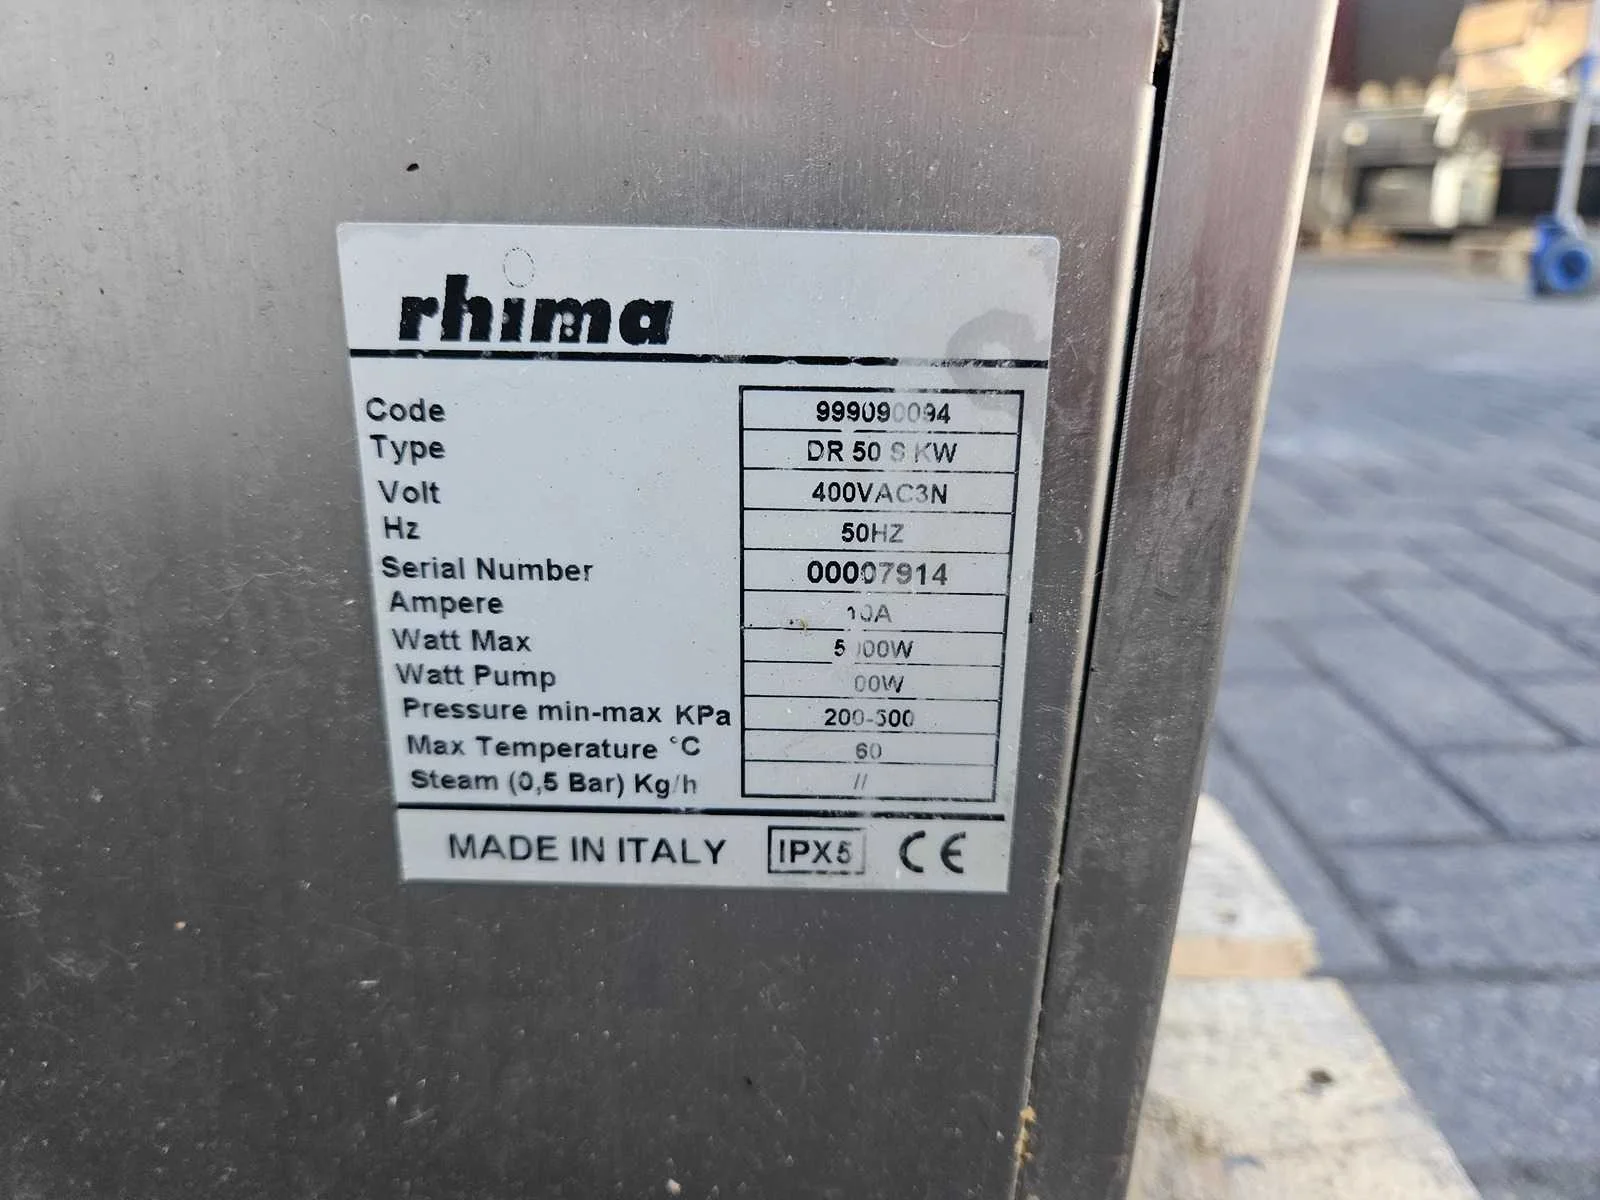 rhima
Code 999090094
Type DR 50 S KW
Volt 400VAC3N
Hz 50HZ
Serial Number 00007914
Ampere 10A
Watt Max
Watt Pump
Pressure min-max KPa 200-500
Max Temperature °C 60
Steam (0,5 Bar) Kg/h //
MADE IN ITALY IPX5 CE